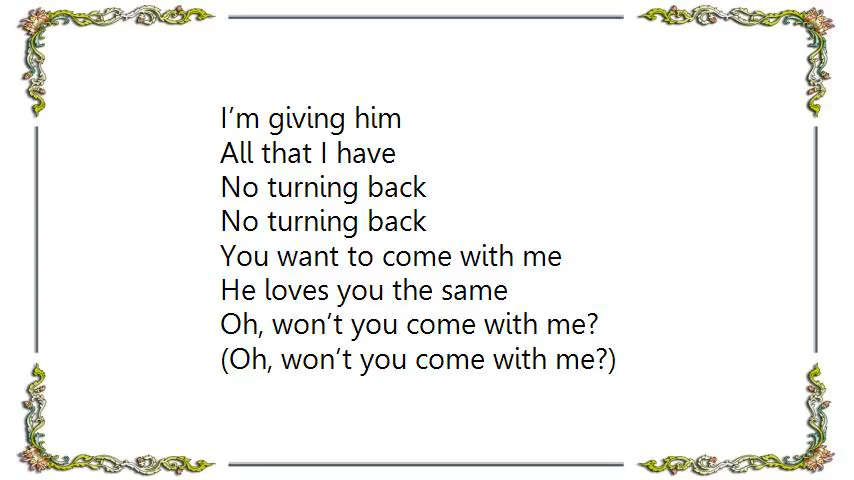 I'm giving him
All that I have
No turning back
No turning back
You want to come with me
He loves you the same
Oh, won't you come with me?
(Oh, won't you come with me?)